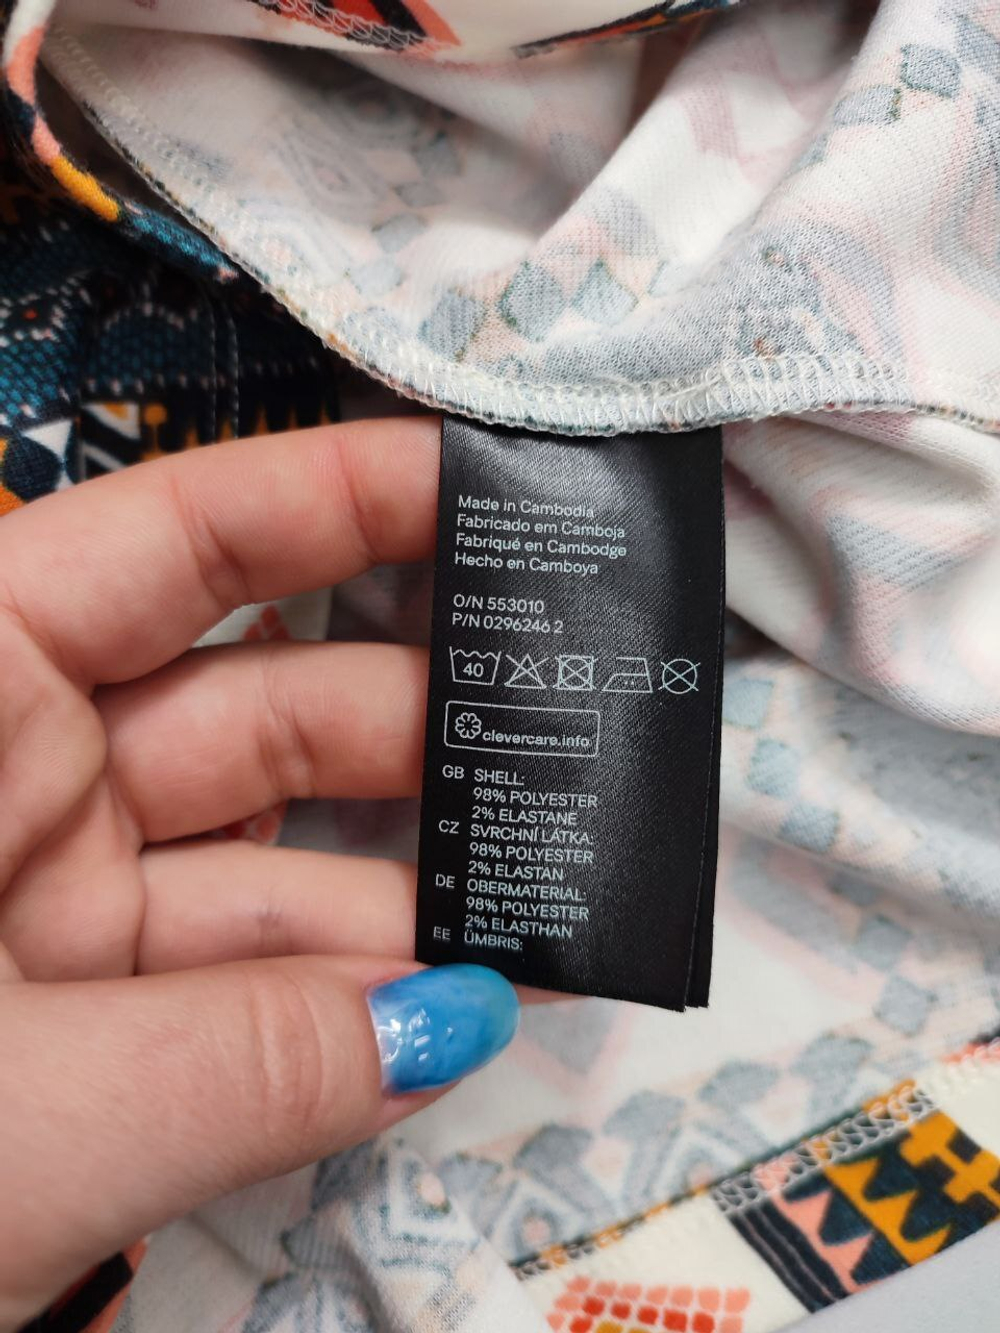 Made in Cambodia
Fabricado em Camboja
Fabriqué en Cambodge
Hecho en Camboya
O/N 553010
P/N 0296246 2
40
clevercare.info
GB SHELL:
98% POLYESTER
2% ELASTANE
CZ SVRCHNÍ LÁTKA:
98% POLYESTER
2% ELASTAN
DE OBERMATERIAL:
98% POLYESTER
2% ELASTHAN
EE ÜMBRIS: